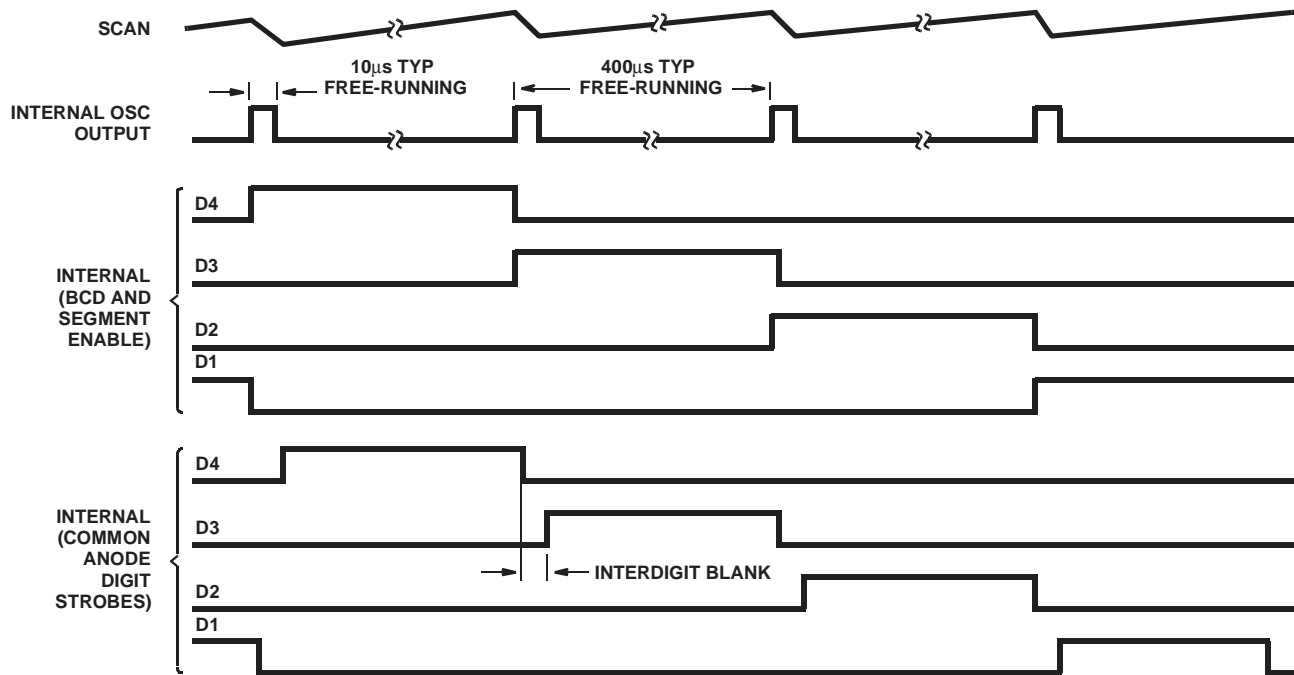 SCAN
10μs TYP
FREE-RUNNING
400μs TYP
FREE-RUNNING
INTERNAL OSC
OUTPUT
D4
D3
D2
D1
INTERNAL
(BCD AND
SEGMENT
ENABLE)
D4
D3
D2
D1
INTERNAL
(COMMON
ANODE
DIGIT
STROBES)
INTERDIGIT BLANK